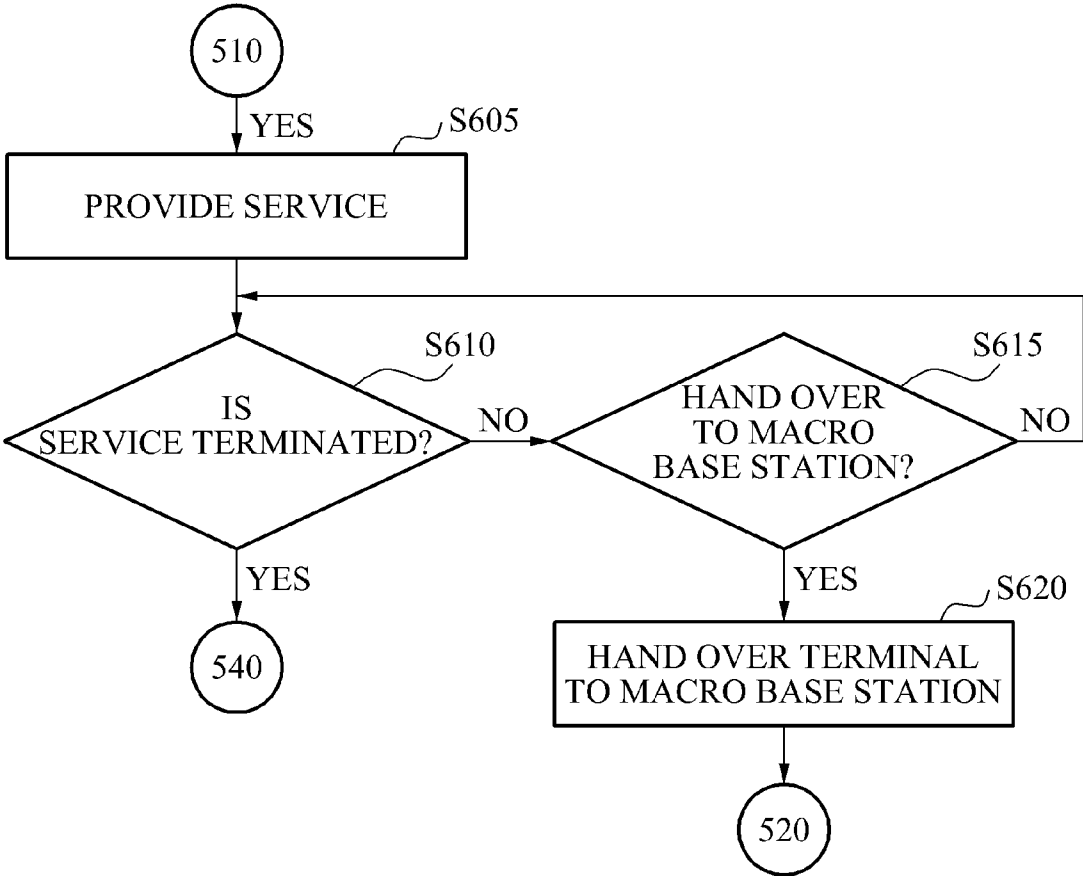 510
YES
S605
PROVIDE SERVICE
S610
IS
SERVICE TERMINATED?
NO
S615
HAND OVER
TO MACRO
BASE STATION?
NO
YES
540
YES
S620
HAND OVER TERMINAL
TO MACRO BASE STATION
520